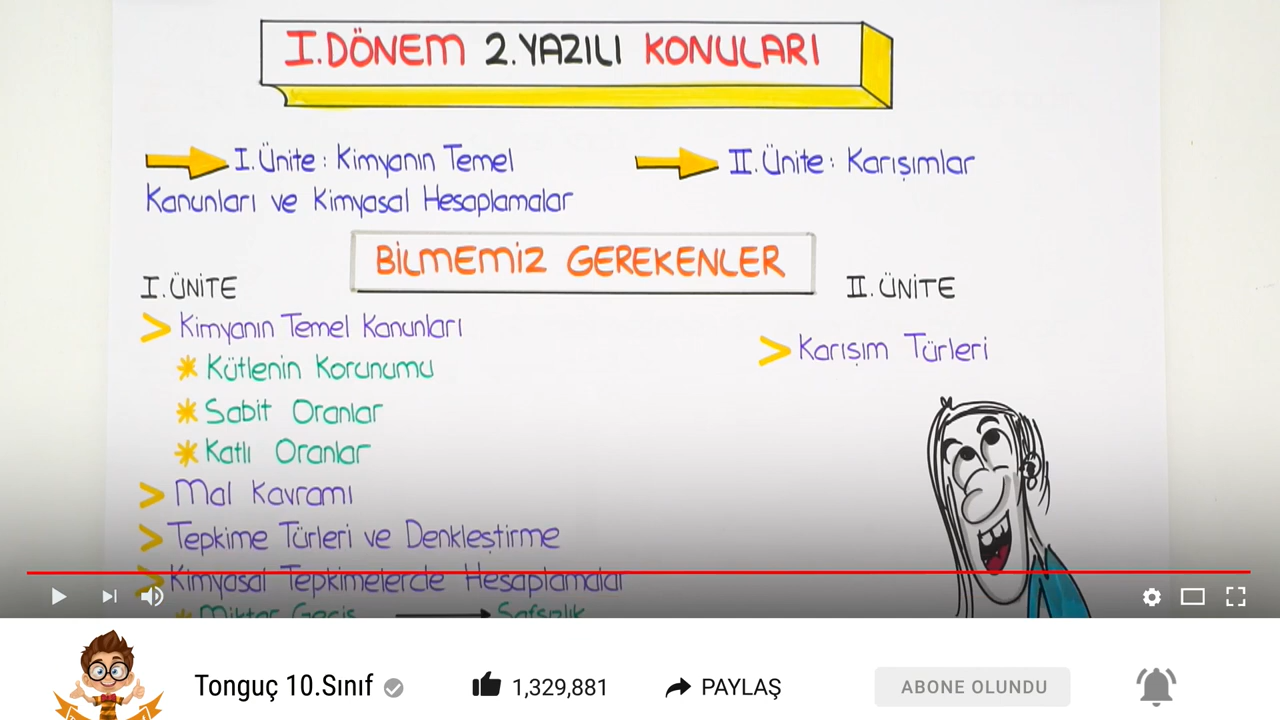 I.DÖNEM 2.YAZILI KONULARI
I.Ünite: Kimyanın Temel
Kanunları ve Kimyasal Hesaplamalar
II.Ünite: Karışımlar
BİLMEMİZ GEREKENLER
I.ÜNİTE
> Kimyanın Temel Kanunları
* Kütlenin Korunumu
* Sabit Oranlar
* Katlı Oranlar
> Mal Kavramı
> Tepkime Türleri ve Denkleştirme
> Kimyasal Tepkimelerde Hesaplamalar
II.ÜNİTE
> Karışım Türleri
Tonguç 10.Sınıf
1,329,881
PAYLAŞ
ABONE OLUNDU